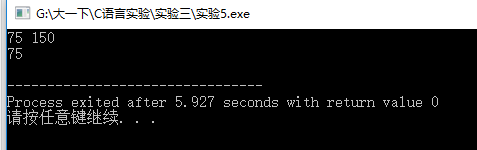 G:\大一下\C语言实验\实验三\实验5.exe
75 150
75
--------------------------------
Process exited after 5.927 seconds with return value 0
请按任意键继续. . .